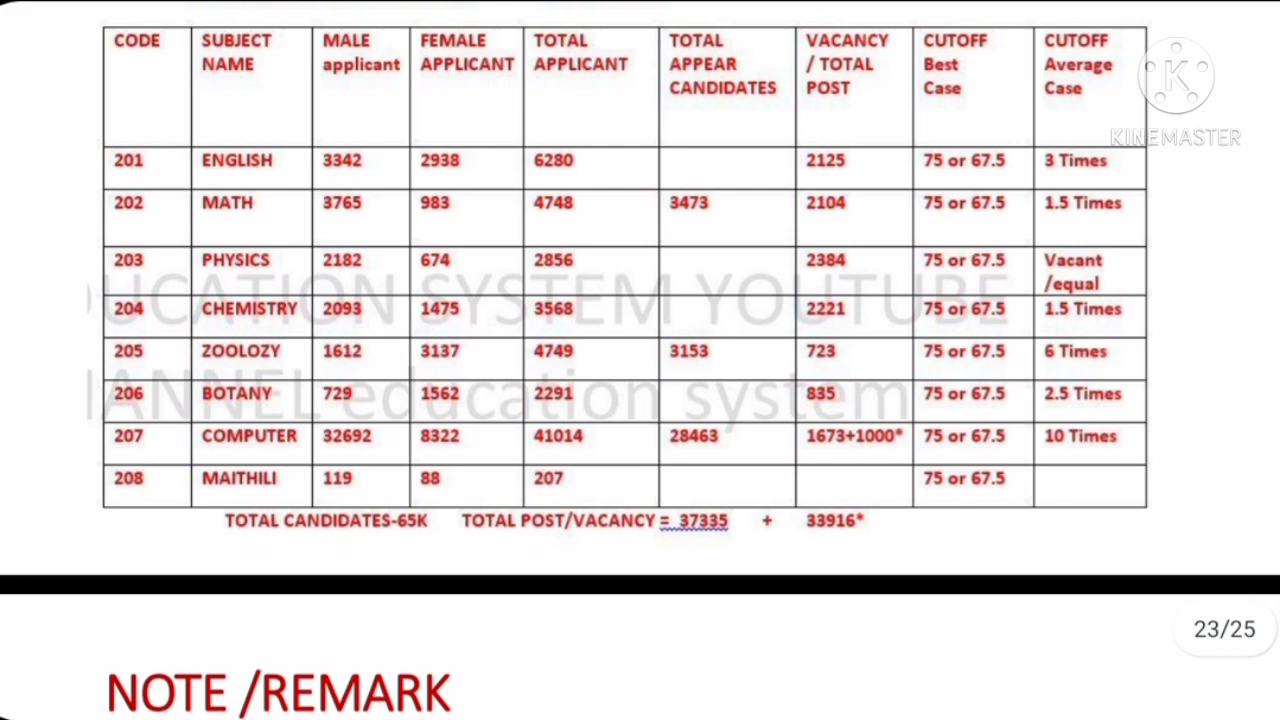 CODE SUBJECT NAME MALE applicant FEMALE APPLICANT TOTAL APPLICANT TOTAL APPEAR CANDIDATES VACANCY / TOTAL POST CUTOFF Best Case CUTOFF Average Case
K
KINEMASTER
201 ENGLISH 3342 2938 6280 2125 75 or 67.5 3 Times
202 MATH 3765 983 4748 3473 2104 75 or 67.5 1.5 Times
203 PHYSICS 2182 674 2856 2384 75 or 67.5 Vacant /equal
UCATION SYSTEM YOUTUBE
204 CHEMISTRY 2093 1475 3568 2221 75 or 67.5 1.5 Times
205 ZOOLOZY 1612 3137 4749 3153 723 75 or 67.5 6 Times
HANNEL education system
206 BOTANY 729 1562 2291 835 75 or 67.5 2.5 Times
207 COMPUTER 32692 8322 41014 28463 1673+1000* 75 or 67.5 10 Times
208 MAITHILI 119 88 207 75 or 67.5
TOTAL CANDIDATES-65K TOTAL POST/VACANCY = 37335 + 33916*
23/25
NOTE /REMARK